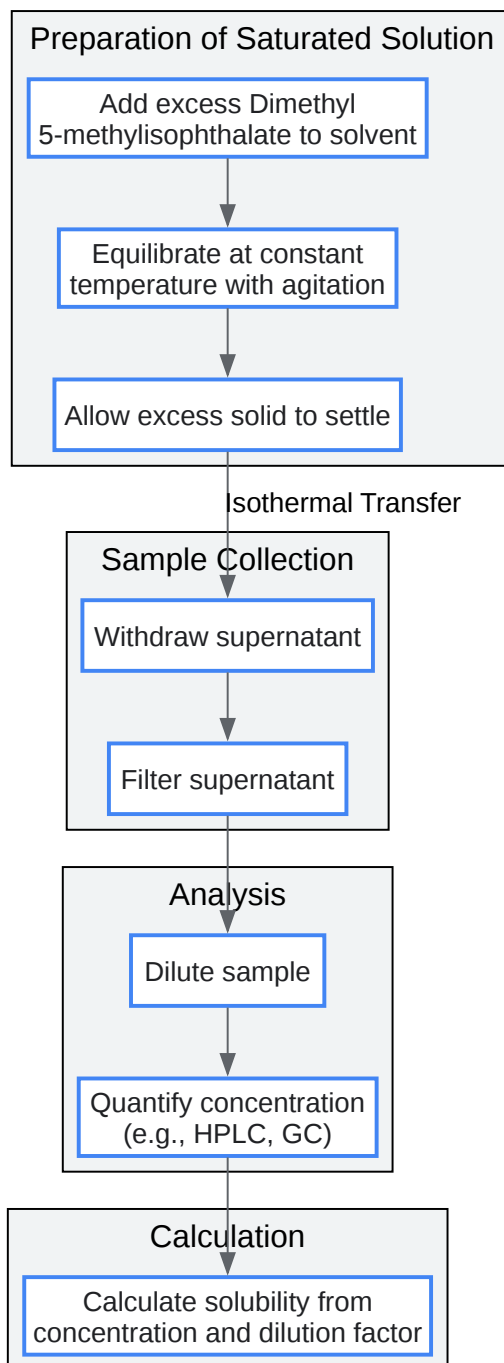 Preparation of Saturated Solution
Add excess Dimethyl
5-methylisophthalate to solvent
Equilibrate at constant
temperature with agitation
Allow excess solid to settle
Isothermal Transfer
Sample Collection
Withdraw supernatant
Filter supernatant
Analysis
Dilute sample
Quantify concentration
(e.g., HPLC, GC)
Calculation
Calculate solubility from
concentration and dilution factor